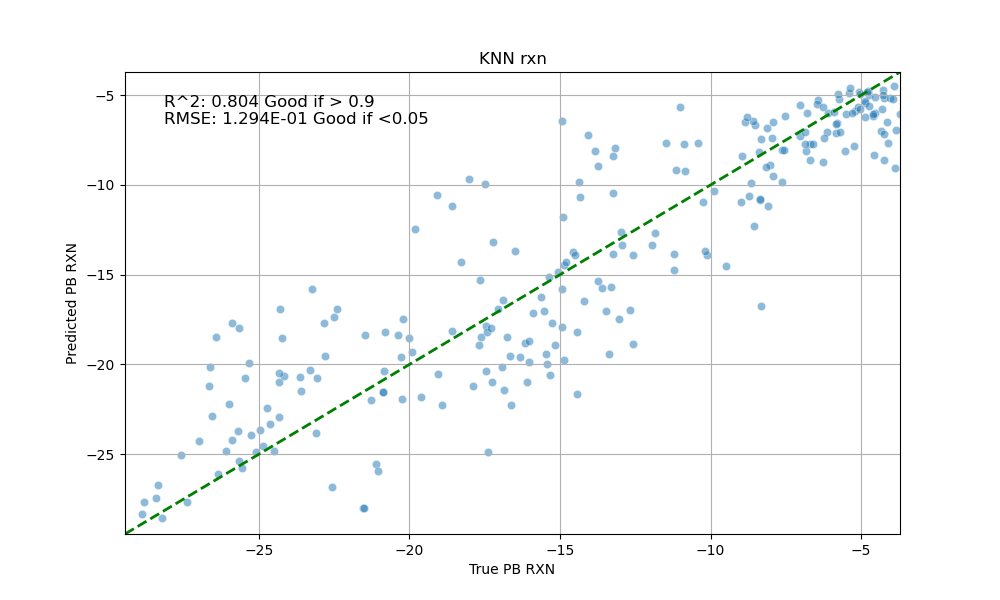 KNN rxn
R^2: 0.804 Good if > 0.9
RMSE: 1.294E-01 Good if <0.05
Predicted PB RXN
−5
−10
−15
−20
−25
−25
−20
−15
−10
−5
True PB RXN